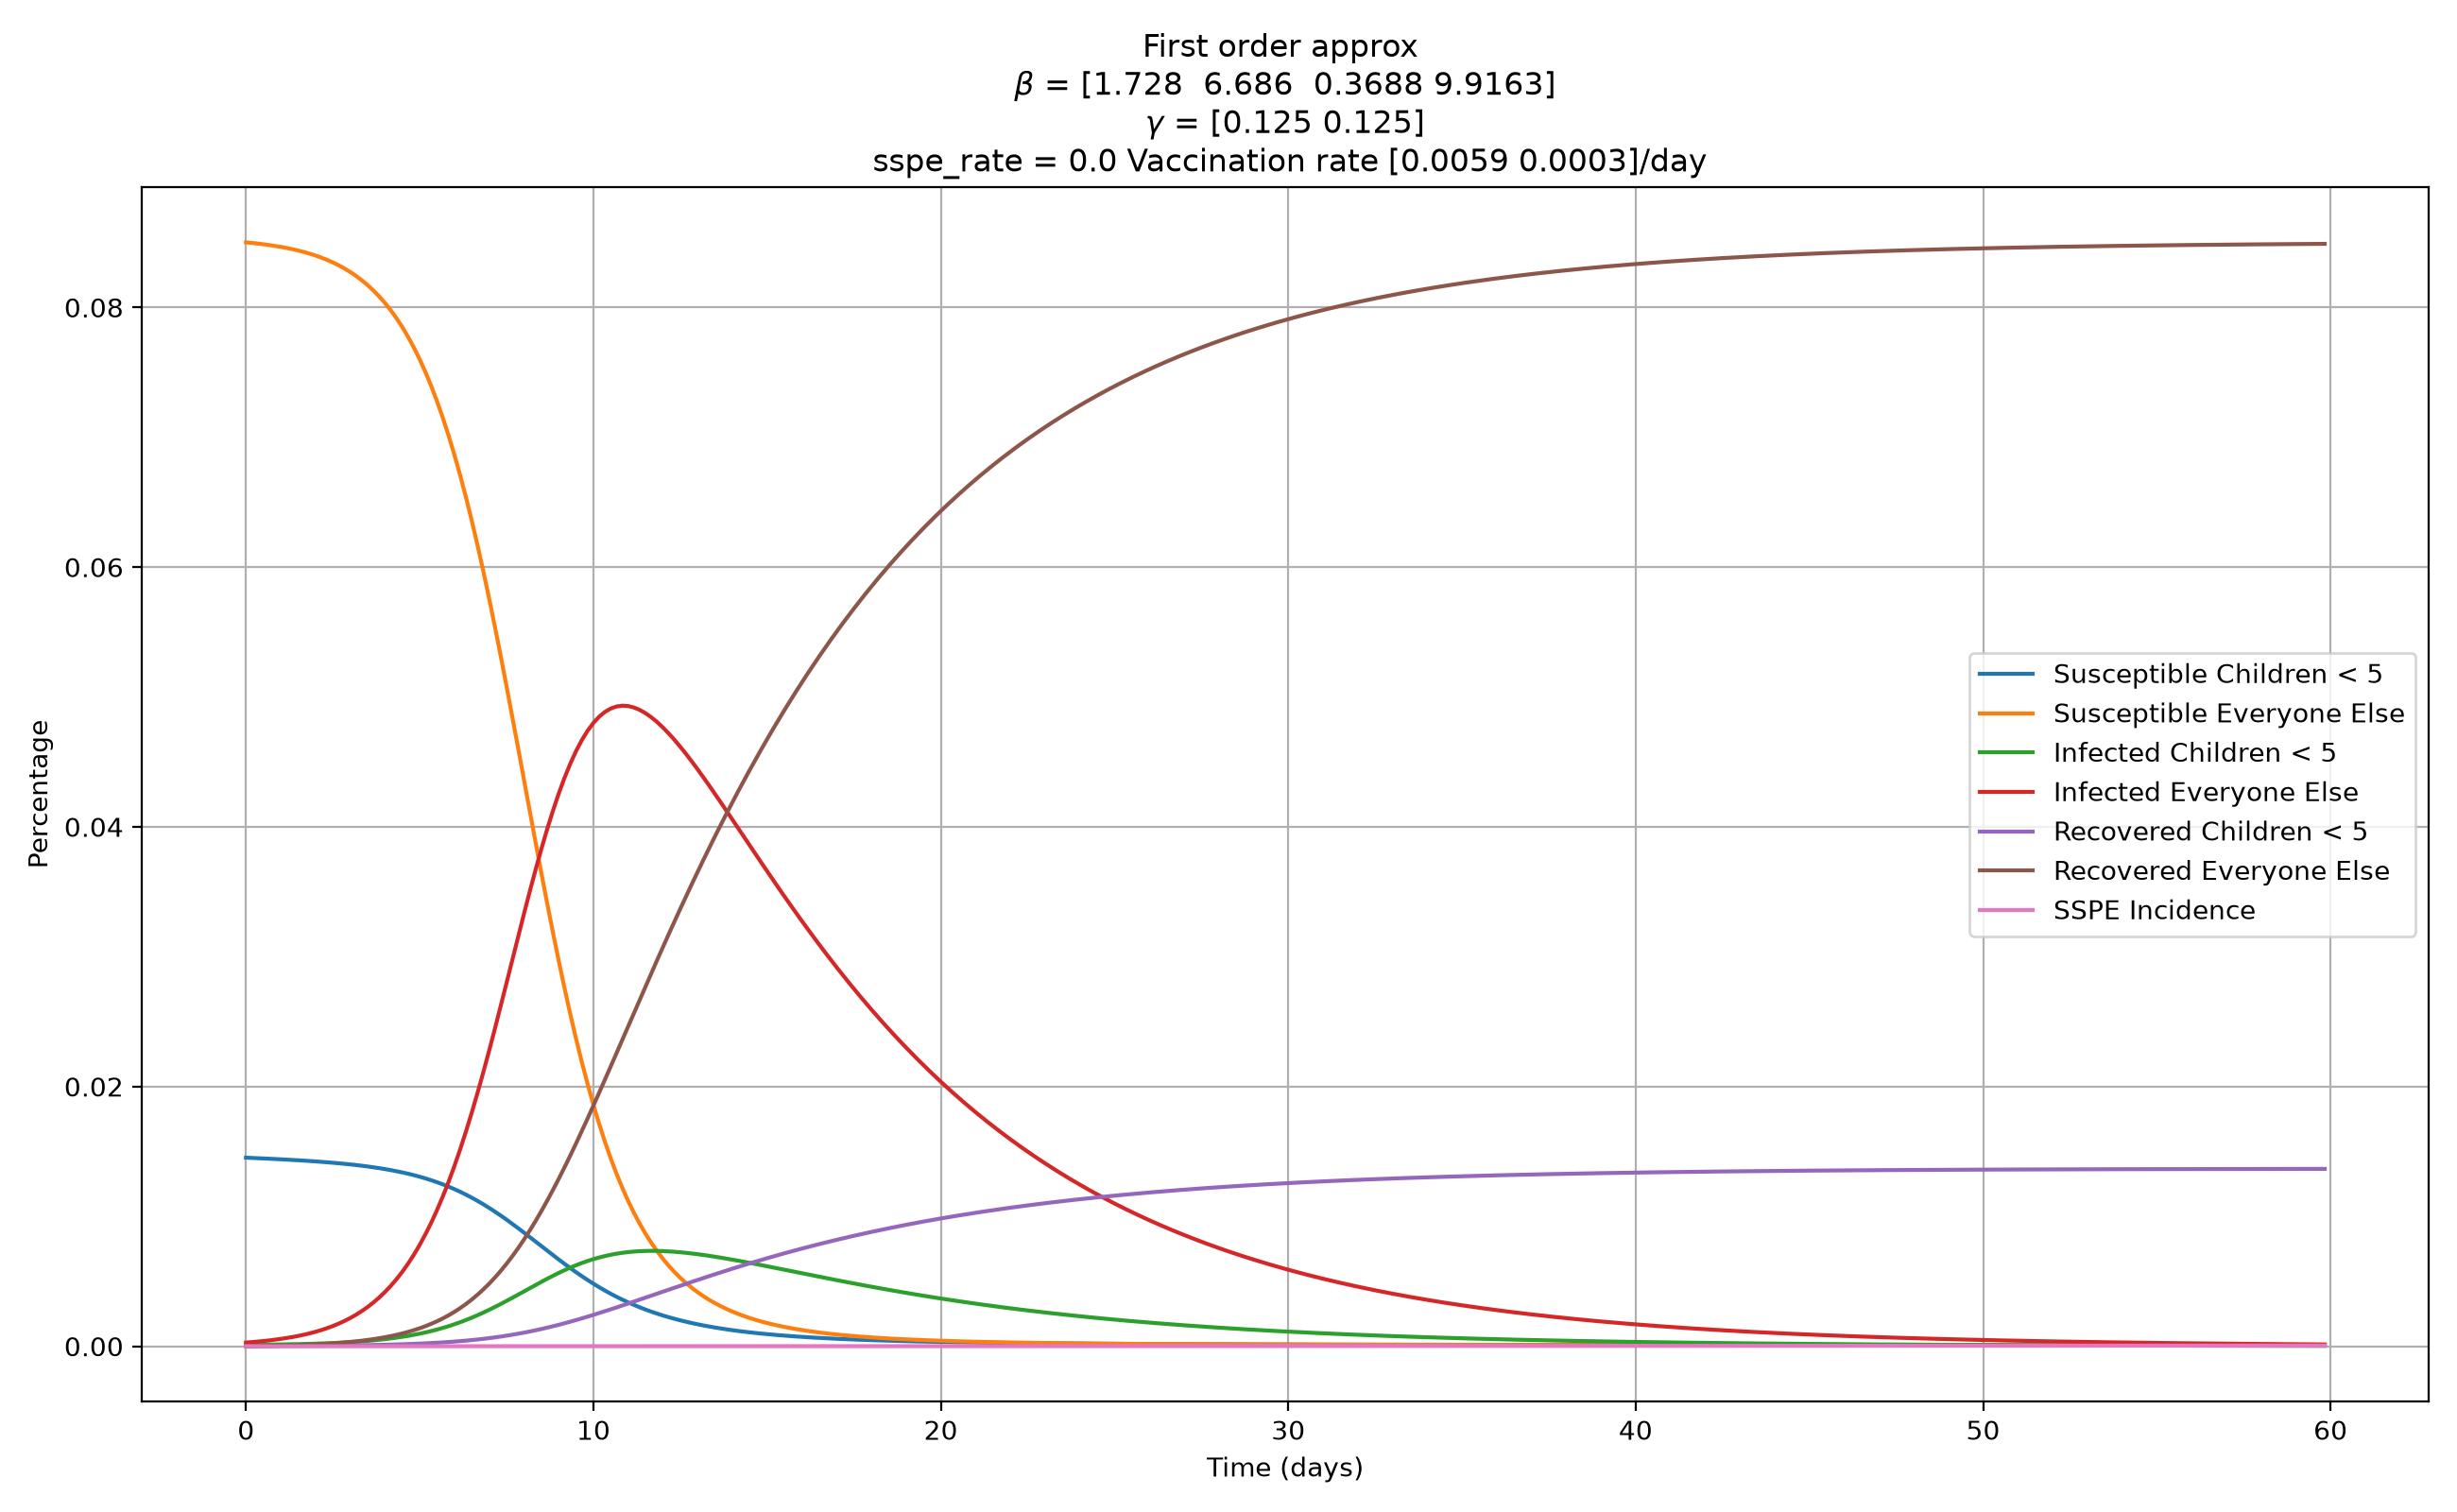 First order approx
β = [1.728  6.686  0.3688 9.9163]
γ = [0.125 0.125]
sspe_rate = 0.0 Vaccination rate [0.0059 0.0003]/day
Percentage
0.08
0.06
0.04
0.02
0.00
Susceptible Children < 5
Susceptible Everyone Else
Infected Children < 5
Infected Everyone Else
Recovered Children < 5
Recovered Everyone Else
SSPE Incidence
0 10 20 30 40 50 60
Time (days)